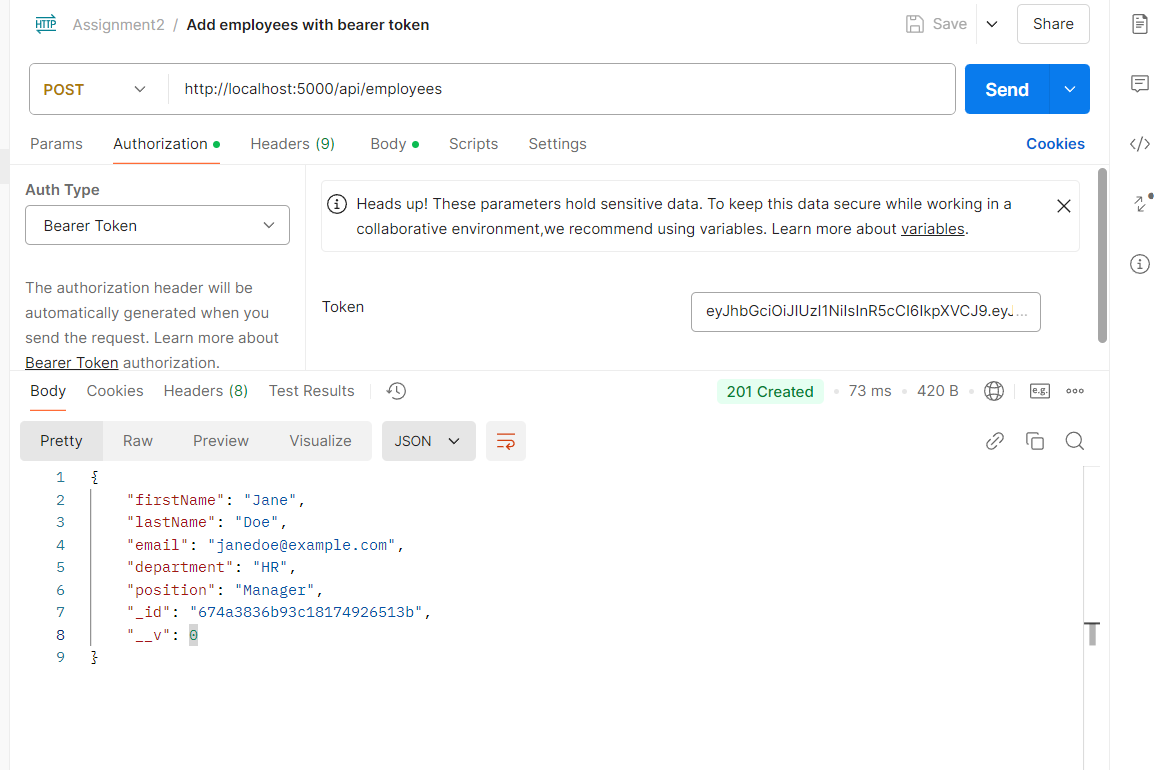 HTTP Assignment2 / Add employees with bearer token Save Share
POST http://localhost:5000/api/employees Send
Params Authorization Headers (9) Body Scripts Settings Cookies
Auth Type
Bearer Token
Heads up! These parameters hold sensitive data. To keep this data secure while working in a
collaborative environment,we recommend using variables. Learn more about variables.
The authorization header will be
automatically generated when you
send the request. Learn more about
Bearer Token authorization.
Token eyJhbGciOiJIUzI1NiIsInR5cCI6IkpXVCJ9.eyJ...
Body Cookies Headers (8) Test Results 201 Created 73 ms 420 B e.g.
Pretty Raw Preview Visualize JSON
1 {
2 "firstName": "Jane",
3 "lastName": "Doe",
4 "email": "janedoe@example.com",
5 "department": "HR",
6 "position": "Manager",
7 "_id": "674a3836b93c18174926513b",
8 "__v": 0
9 }